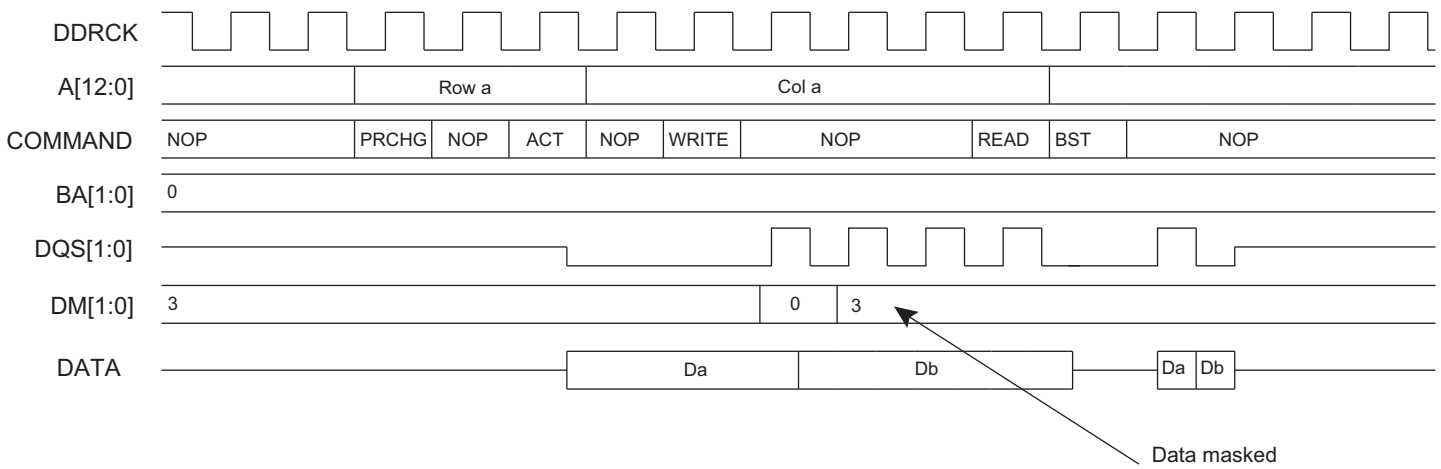 DDRCK
A[12:0] Row a Col a
COMMAND NOP PRCHG NOP ACT NOP WRITE NOP READ BST NOP
BA[1:0] 0
DQS[1:0]
DM[1:0] 3 0 3
DATA Da Db Da Db
Data masked